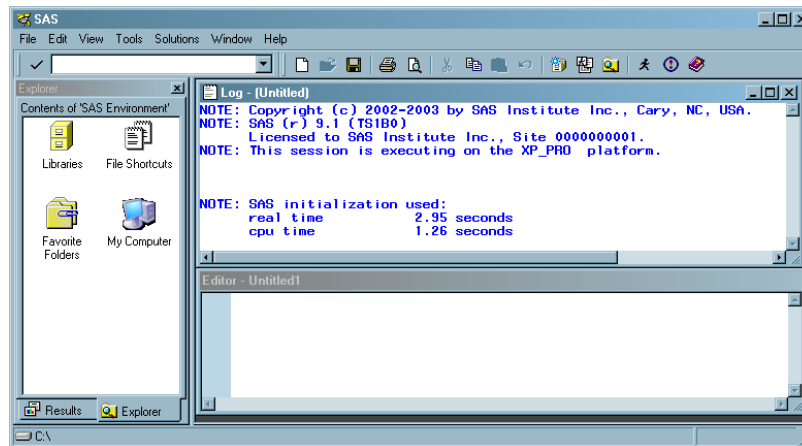 SAS
File Edit View Tools Solutions Window Help
Explorer
Contents of 'SAS Environment'
Libraries File Shortcuts
Favorite Folders My Computer
Results Explorer
Log - (Untitled)
NOTE: Copyright (c) 2002-2003 by SAS Institute Inc., Cary, NC, USA.
NOTE: SAS (r) 9.1 (TS1B0)
Licensed to SAS Institute Inc., Site 0000000001.
NOTE: This session is executing on the XP_PRO platform.
NOTE: SAS initialization used:
real time 2.95 seconds
cpu time 1.26 seconds
Editor - Untitled1
C:\